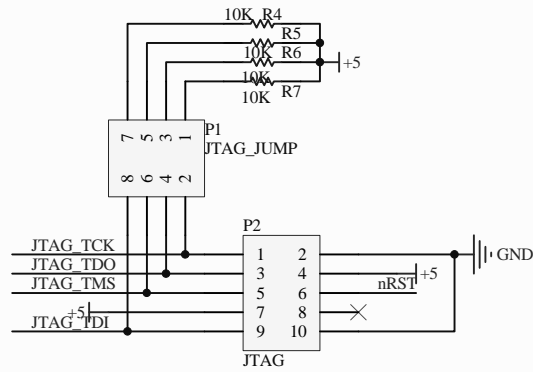 10K R4
R5
10K R6
+5
10K
10K R7
7 5 3 1
P1
JTAG_JUMP
8 6 4 2
P2
JTAG_TCK 1 2 GND
JTAG_TDO 3 4 +5
JTAG_TMS 5 6 nRST
+5 7 8
JTAG_TDI 9 10
JTAG